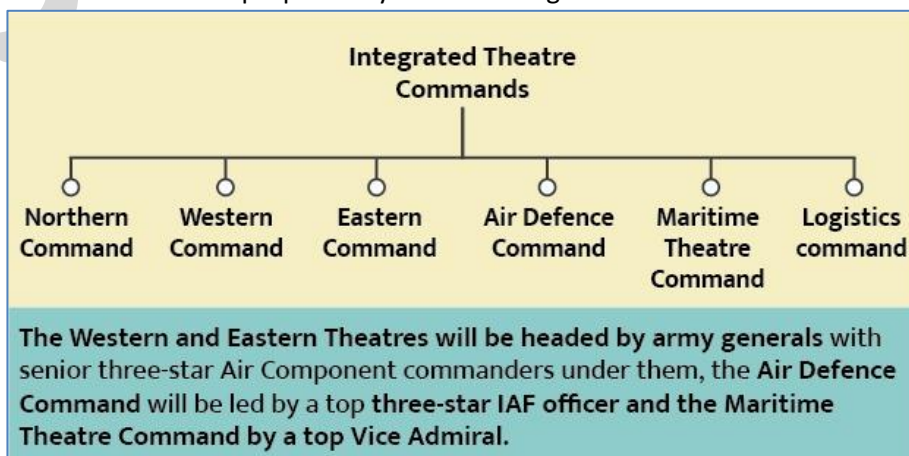 Integrated Theatre
Commands
Northern
Command
Western
Command
Eastern
Command
Air Defence
Command
Maritime
Theatre
Command
Logistics
command
The Western and Eastern Theatres will be headed by army generals with
senior three-star Air Component commanders under them, the Air Defence
Command will be led by a top three-star IAF officer and the Maritime
Theatre Command by a top Vice Admiral.